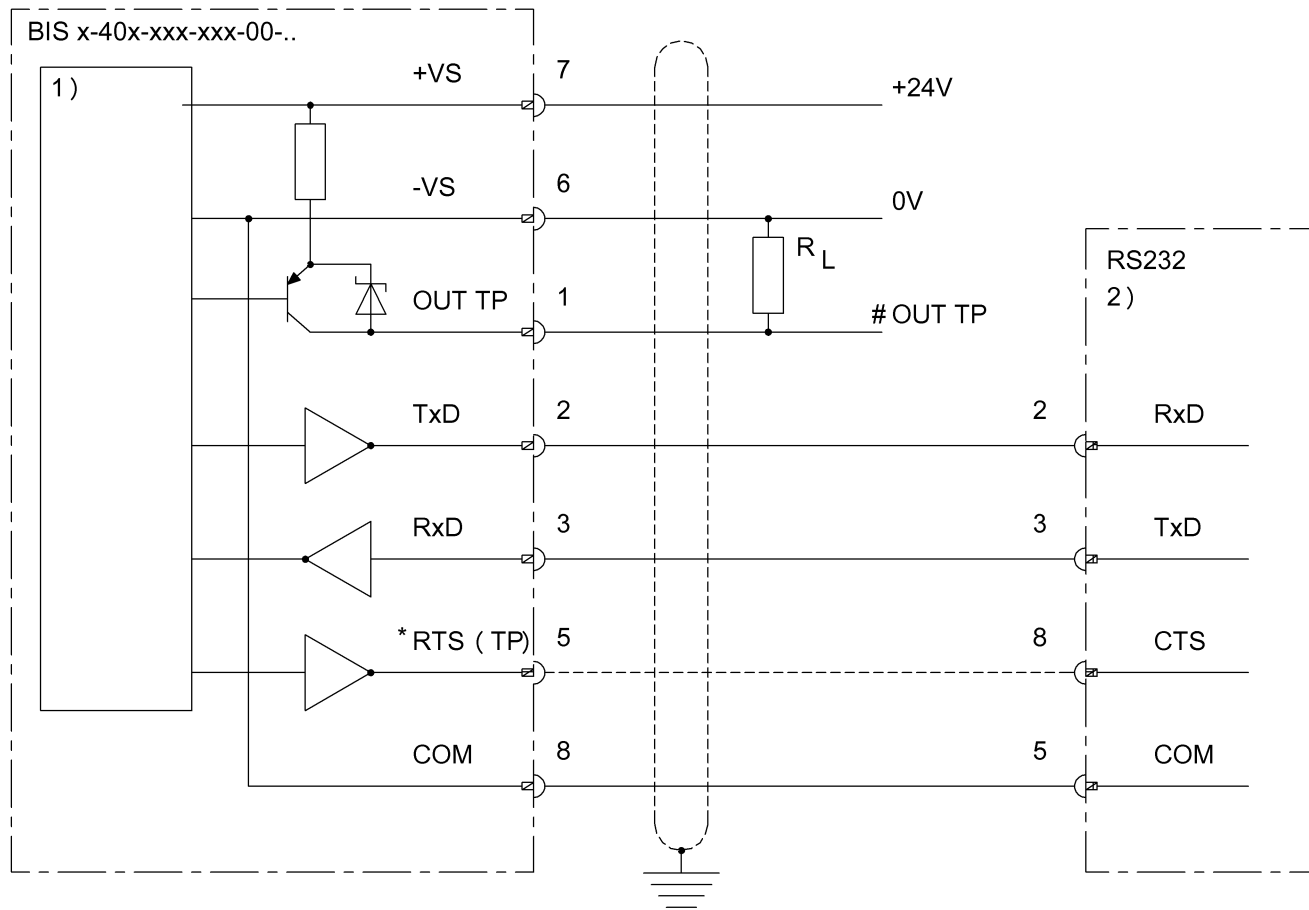 BIS x-40x-xxx-xxx-00-..
1)
+VS 7 +24V
-VS 6 0V
R L
RS232
2)
OUT TP 1 # OUT TP
TxD 2 2 RxD
RxD 3 3 TxD
* RTS (TP) 5 8 CTS
COM 8 5 COM